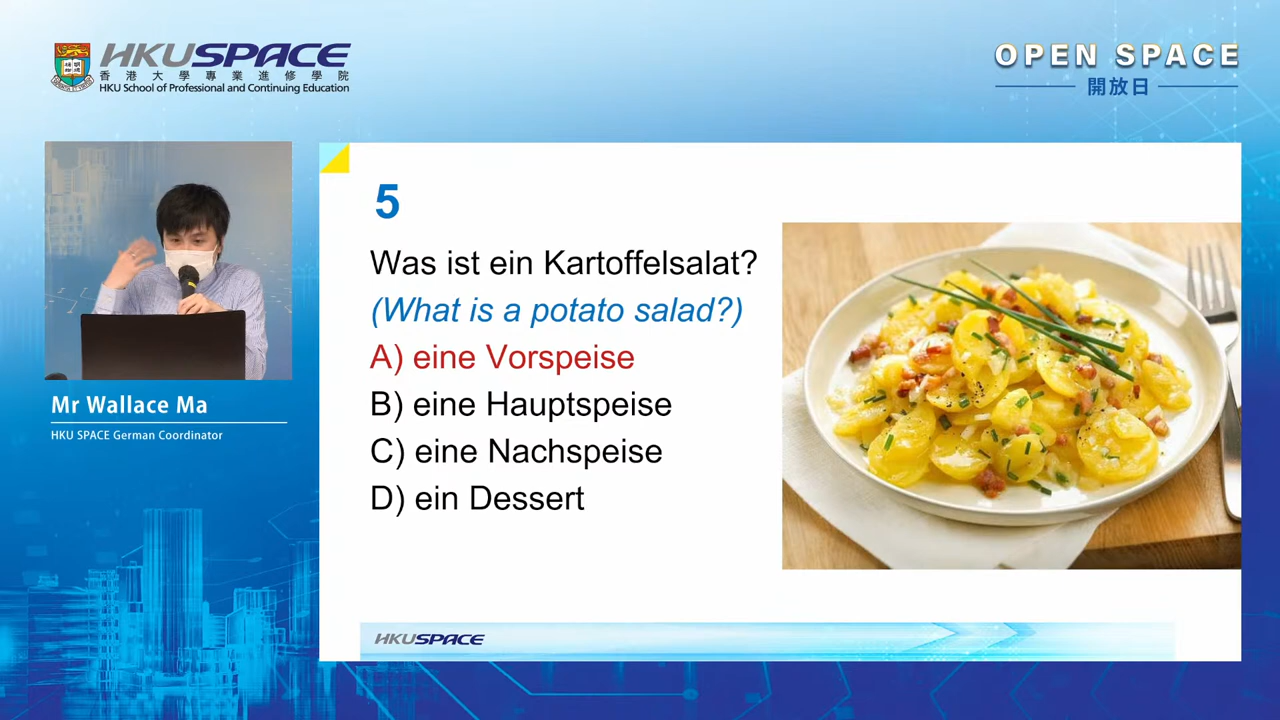 HKUSPACE
香港大學專業進修學院
HKU School of Professional and Continuing Education
OPEN SPACE
開放日
Mr Wallace Ma
HKU SPACE German Coordinator
5
Was ist ein Kartoffelsalat?
(What is a potato salad?)
A) eine Vorspeise
B) eine Hauptspeise
C) eine Nachspeise
D) ein Dessert
HKUSPACE